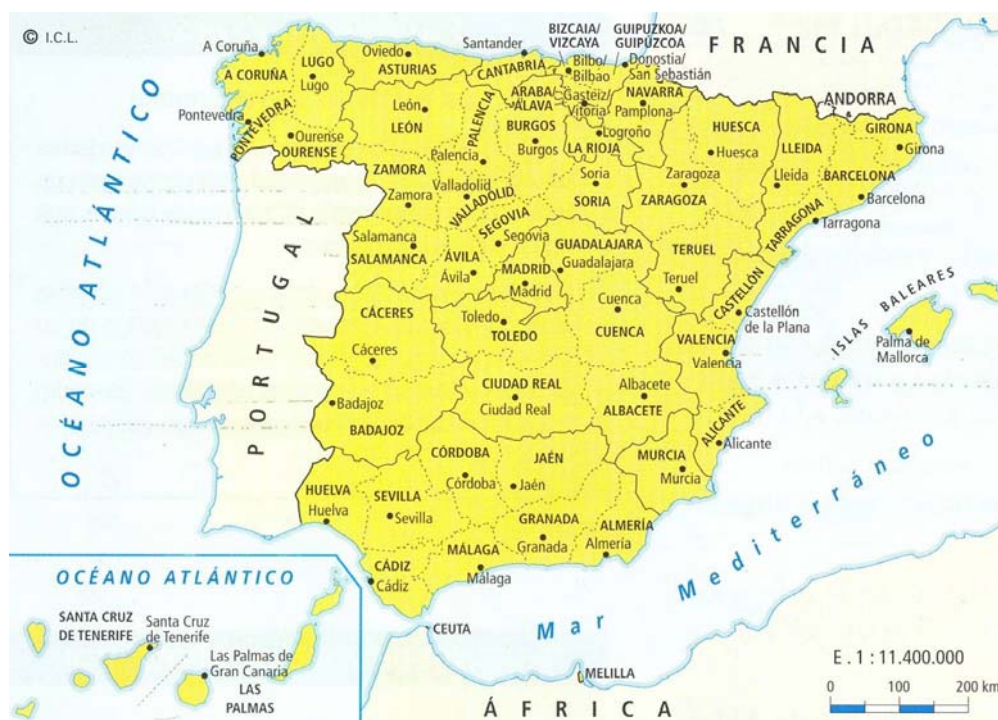 © I.C.L.
OCÉANO ATLÁNTICO
A Coruña
A CORUÑA
LUGO
Lugo
Oviedo
ASTURIAS
Santander
CANTABRIA
BIZCAIA/
VIZCAYA
Bilbo/
Bilbao
GUIPUZKOA/
GUIPÚZCOA
Donostia/
San Sebastián
FRANCIA
ANDORRA
Pontevedra
PONTEVEDRA
Ourense
OURENSE
León
LEÓN
PALENCIA
Palencia
ARABA/
ÁLAVA
Gasteiz/
Vitoria
NAVARRA
Pamplona
BURGOS
Burgos
Logroño
LA RIOJA
HUESCA
Huesca
LLEIDA
Lleida
GIRONA
Girona
BARCELONA
Barcelona
ZAMORA
Zamora
Valladolid
VALLADOLID
Soria
SORIA
Zaragoza
ZARAGOZA
TARRAGONA
Tarragona
PORTUGAL
Salamanca
SALAMANCA
ÁVILA
Ávila
SEGOVIA
Segovia
MADRID
Madrid
GUADALAJARA
Guadalajara
TERUEL
Teruel
CASTELLÓN
Castellón
de la Plana
ISLAS BALEARES
Palma de
Mallorca
CÁCERES
Cáceres
Toledo
TOLEDO
Cuenca
CUENCA
VALENCIA
Valencia
Badajoz
BADAJOZ
CIUDAD REAL
Ciudad Real
Albacete
ALBACETE
ALICANTE
Alicante
HUELVA
Huelva
SEVILLA
Sevilla
CÓRDOBA
Córdoba
JAÉN
Jaén
MURCIA
Murcia
CÁDIZ
Cádiz
MÁLAGA
Málaga
GRANADA
Granada
ALMERÍA
Almería
Mar Mediterráneo
CEUTA
MELILLA
ÁFRICA
OCÉANO ATLÁNTICO
SANTA CRUZ
DE TENERIFE
Santa Cruz
de Tenerife
Las Palmas de
Gran Canaria
LAS
PALMAS
E. 1 : 11.400.000
0 100 200 km